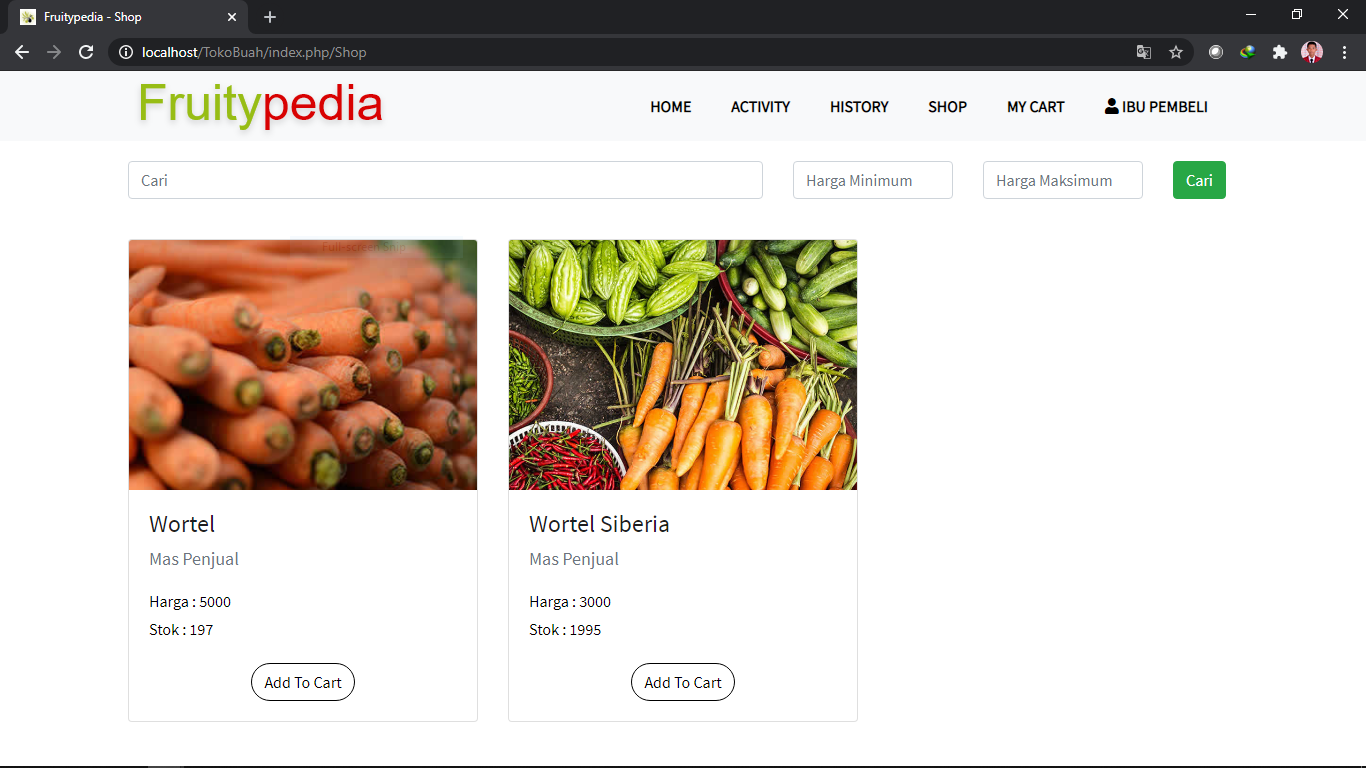 Fruitypedia - Shop
localhost/TokoBuah/index.php/Shop
Fruitypedia
HOME ACTIVITY HISTORY SHOP MY CART IBU PEMBELI
Cari Harga Minimum Harga Maksimum Cari
Wortel
Mas Penjual
Harga : 5000
Stok : 197
Add To Cart
Wortel Siberia
Mas Penjual
Harga : 3000
Stok : 1995
Add To Cart